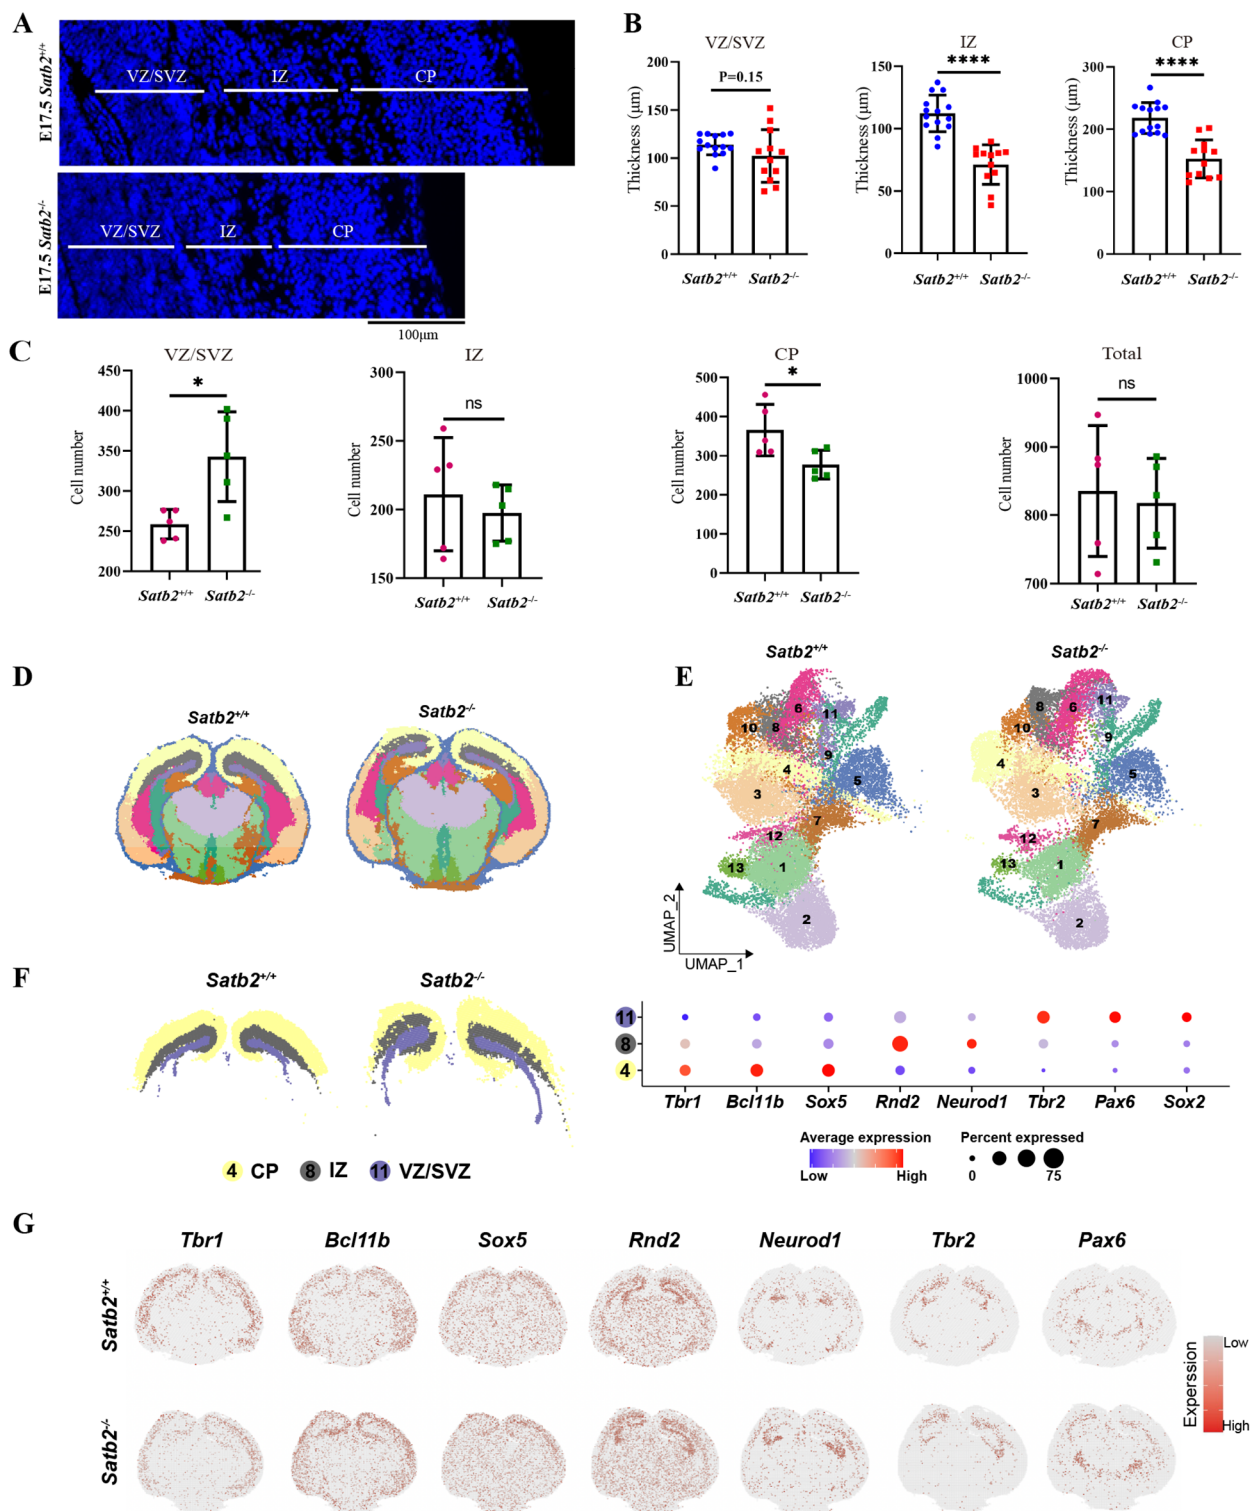 A
E17.5 Satb2+/+
VZ/SVZ
IZ
CP
E17.5 Satb2-/-
VZ/SVZ
IZ
CP
100μm
B
VZ/SVZ
Thickness (μm)
200
150
100
50
0
P=0.15
Satb2+/+
Satb2-/-
IZ
Thickness (μm)
150
100
50
0
****
Satb2+/+
Satb2-/-
CP
Thickness (μm)
300
200
100
0
****
Satb2+/+
Satb2-/-
C
VZ/SVZ
Cell number
450
400
350
300
250
200
*
Satb2+/+
Satb2-/-
IZ
Cell number
300
250
200
150
ns
Satb2+/+
Satb2-/-
CP
Cell number
500
400
300
200
100
0
*
Satb2+/+
Satb2-/-
Total
Cell number
1000
900
800
700
ns
Satb2+/+
Satb2-/-
D
Satb2+/+
Satb2-/-
E
Satb2+/+
6
11
10
8
9
4
5
3
7
12
13
1
2
UMAP_2
UMAP_1
Satb2-/-
8
6
11
10
9
4
5
3
7
12
13
1
2
F
Satb2+/+
Satb2-/-
4 CP
8 IZ
11 VZ/SVZ
11
8
4
Tbr1
Bcl11b
Sox5
Rnd2
Neurod1
Tbr2
Pax6
Sox2
Average expression
Low
High
Percent expressed
0
75
G
Tbr1
Bcl11b
Sox5
Rnd2
Neurod1
Tbr2
Pax6
Satb2+/+
Satb2-/-
Experssion
Low
High